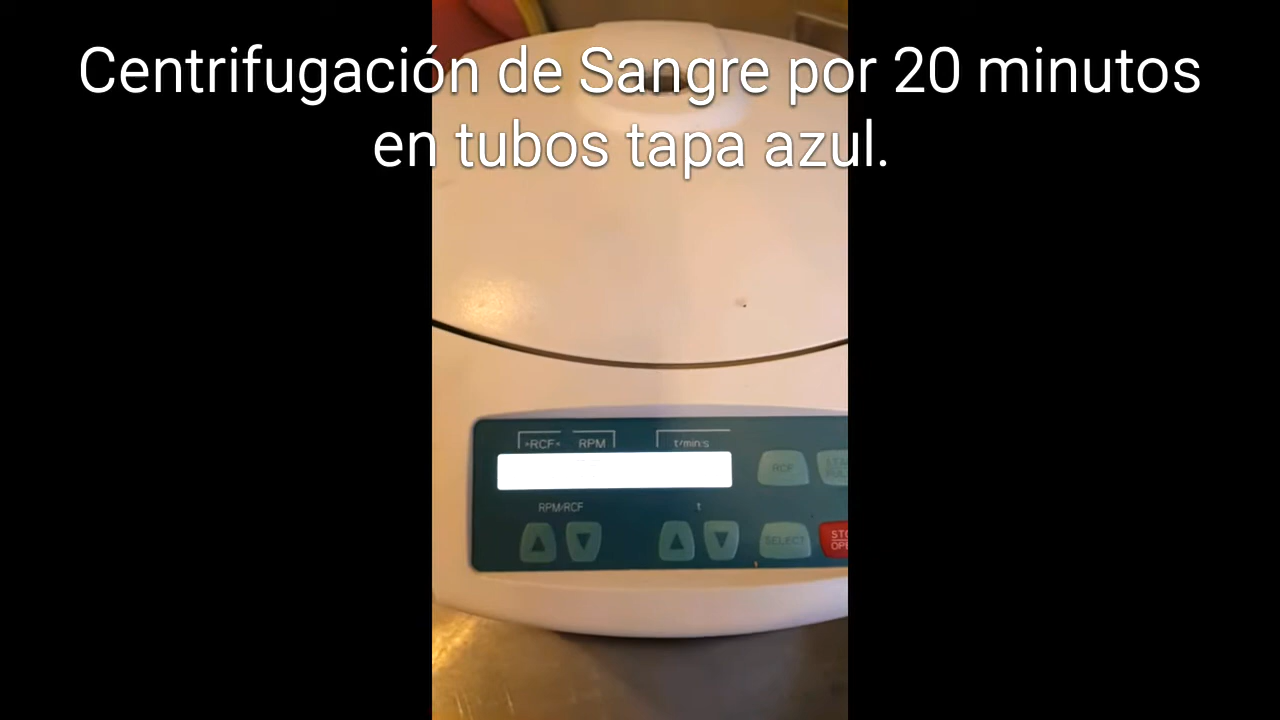 Centrifugación de Sangre por 20 minutos
en tubos tapa azul.
RCF RPM t/min:s
RCF
RPM/RCF t
SELECT